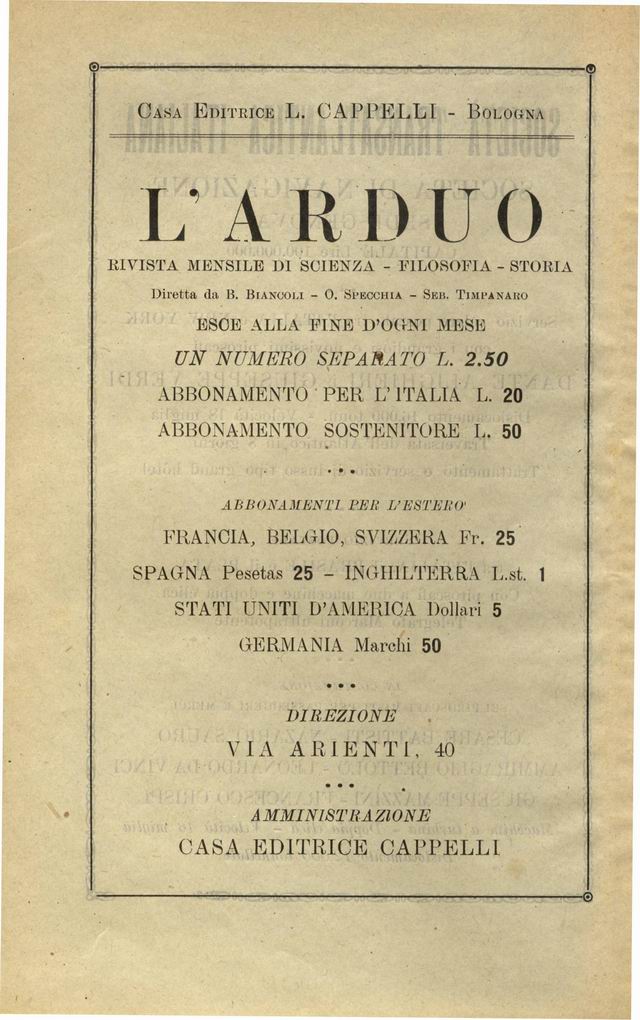 CASA EDITRICE L. CAPPELLI - BOLOGNA
L'ARDUO
RIVISTA MENSILE DI SCIENZA - FILOSOFIA - STORIA
Diretta da B. BIANCOLI - O. SPECCHIA - SEB. TIMPANARO
ESCE ALLA FINE D'OGNI MESE
UN NUMERO SEPARATO L. 2.50
ABBONAMENTO PER L'ITALIA L. 20
ABBONAMENTO SOSTENITORE L. 50
ABBONAMENTI PER L'ESTERO
FRANCIA, BELGIO, SVIZZERA Fr. 25
SPAGNA Pesetas 25 - INGHILTERRA L.st. 1
STATI UNITI D'AMERICA Dollari 5
GERMANIA Marchi 50
DIREZIONE
VIA ARIENTI, 40
AMMINISTRAZIONE
CASA EDITRICE CAPPELLI